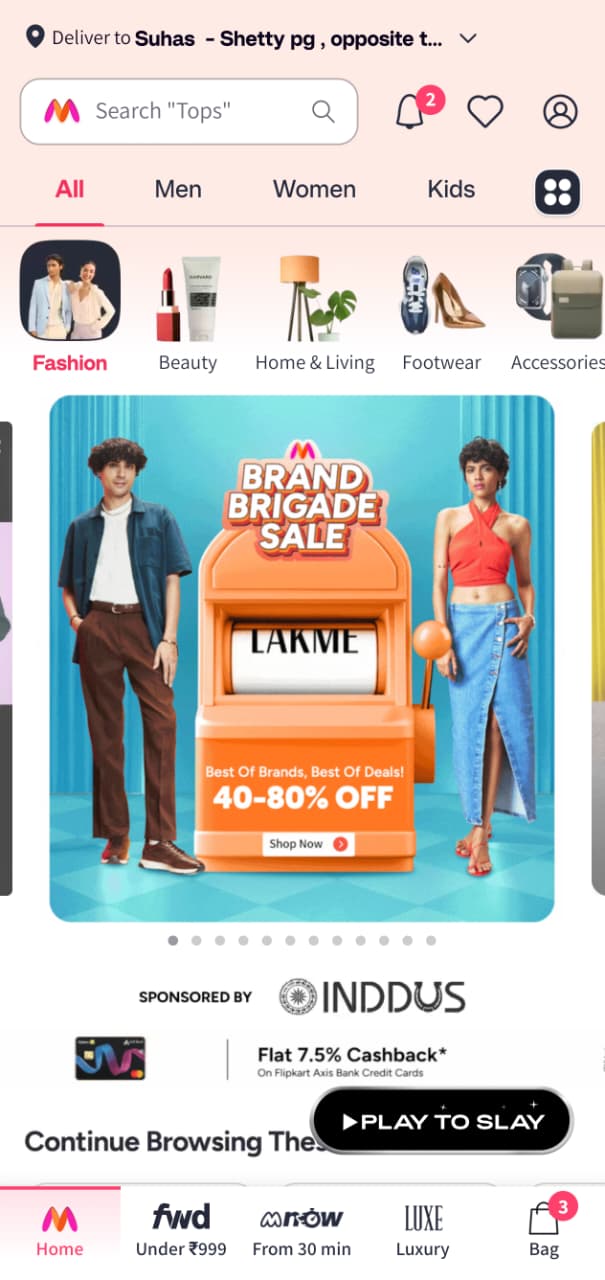 Deliver to Suhas - Shetty pg , opposite t...
Search "Tops"
2
All
Men
Women
Kids
Fashion
Beauty
Home & Living
Footwear
Accessories
BRAND
BRIGADE
SALE
LAKME
Best Of Brands, Best Of Deals!
40-80% OFF
Shop Now
SPONSORED BY INDDUS
Flat 7.5% Cashback*
On Flipkart Axis Bank Credit Cards
PLAY TO SLAY
Continue Browsing Thes
3
Home
fwd
Under ₹999
mnow
From 30 min
LUXE
Luxury
Bag